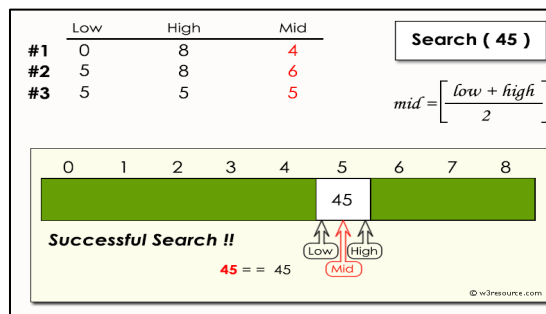 Low High Mid
#1 0 8 4
#2 5 8 6
#3 5 5 5
Search ( 45 )
mid = [ low + high / 2 ]
0 1 2 3 4 5 6 7 8
45
Successful Search !!
Low Mid High
45 = = 45
© w3resource.com